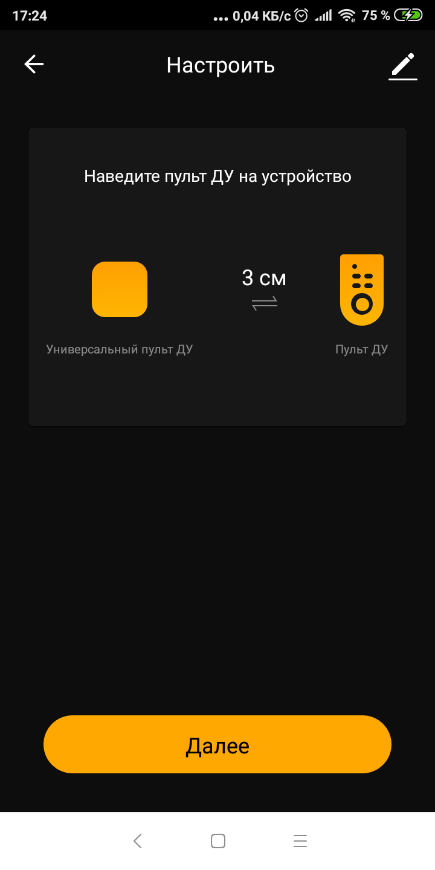 17:24 ... 0,04 КБ/с 75 %
Настроить
Наведите пульт ДУ на устройство
3 см
Универсальный пульт ДУ Пульт ДУ
Далее